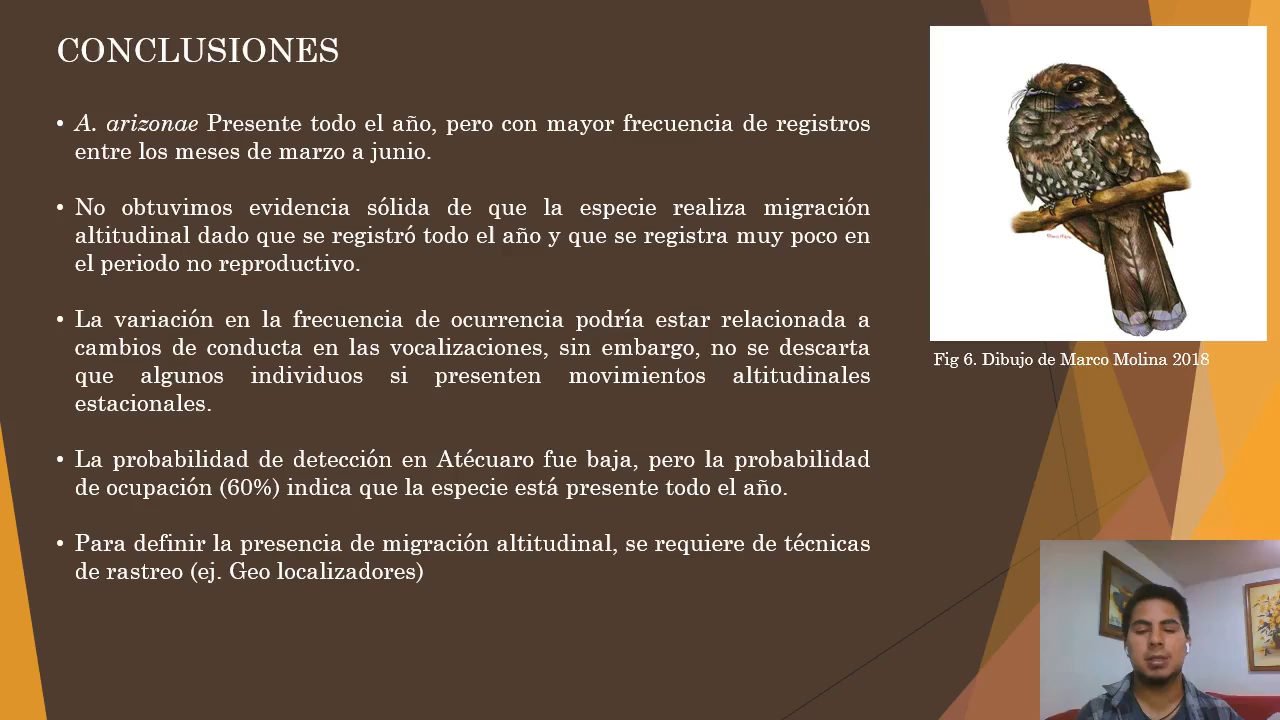 CONCLUSIONES
• A. arizonae Presente todo el año, pero con mayor frecuencia de registros
entre los meses de marzo a junio.
• No obtuvimos evidencia sólida de que la especie realiza migración
altitudinal dado que se registró todo el año y que se registra muy poco en
el periodo no reproductivo.
• La variación en la frecuencia de ocurrencia podría estar relacionada a
cambios de conducta en las vocalizaciones, sin embargo, no se descarta
que algunos individuos si presenten movimientos altitudinales
estacionales.
• La probabilidad de detección en Atécuaro fue baja, pero la probabilidad
de ocupación (60%) indica que la especie está presente todo el año.
• Para definir la presencia de migración altitudinal, se requiere de técnicas
de rastreo (ej. Geo localizadores)
Fig 6. Dibujo de Marco Molina 2018